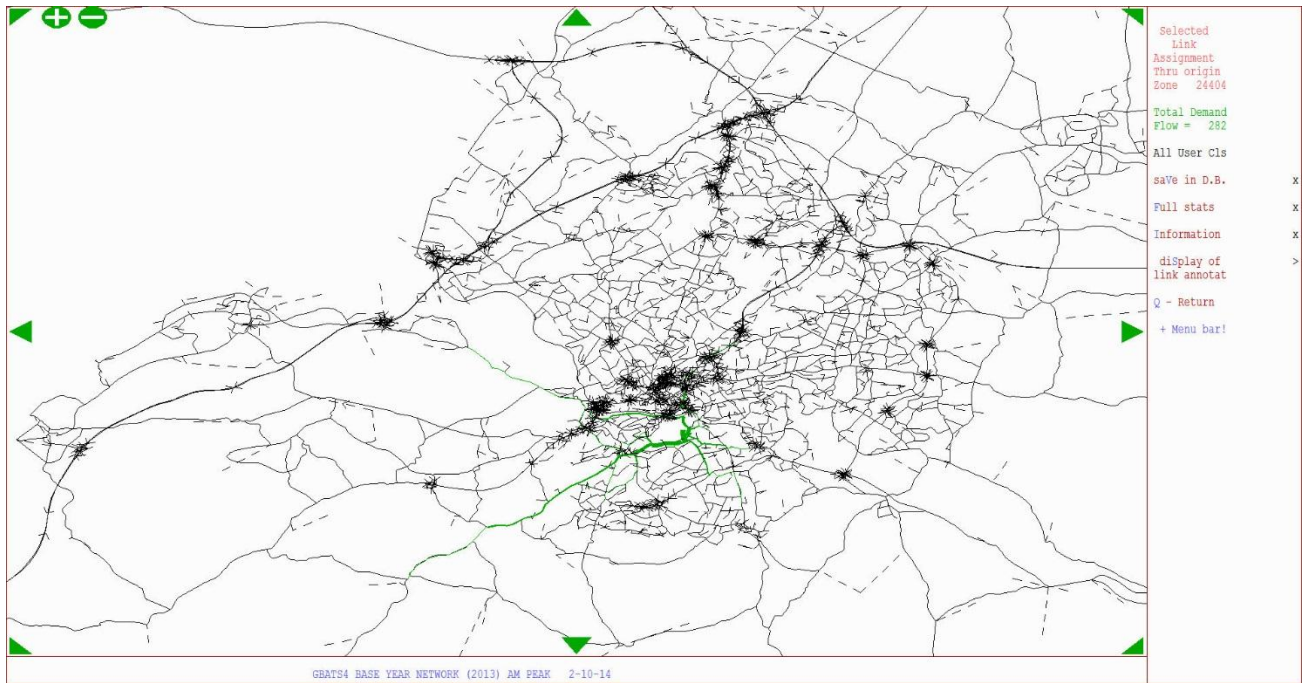 Selected
Link
Assignment
Thru origin
Zone 24404
Total Demand
Flow = 282
All User Cls
saVe in D.B. x
Full stats x
Information x
diSplay of >
link annotat
Q - Return
+ Menu bar!
GBATS4 BASE YEAR NETWORK (2013) AM PEAK 2-10-14